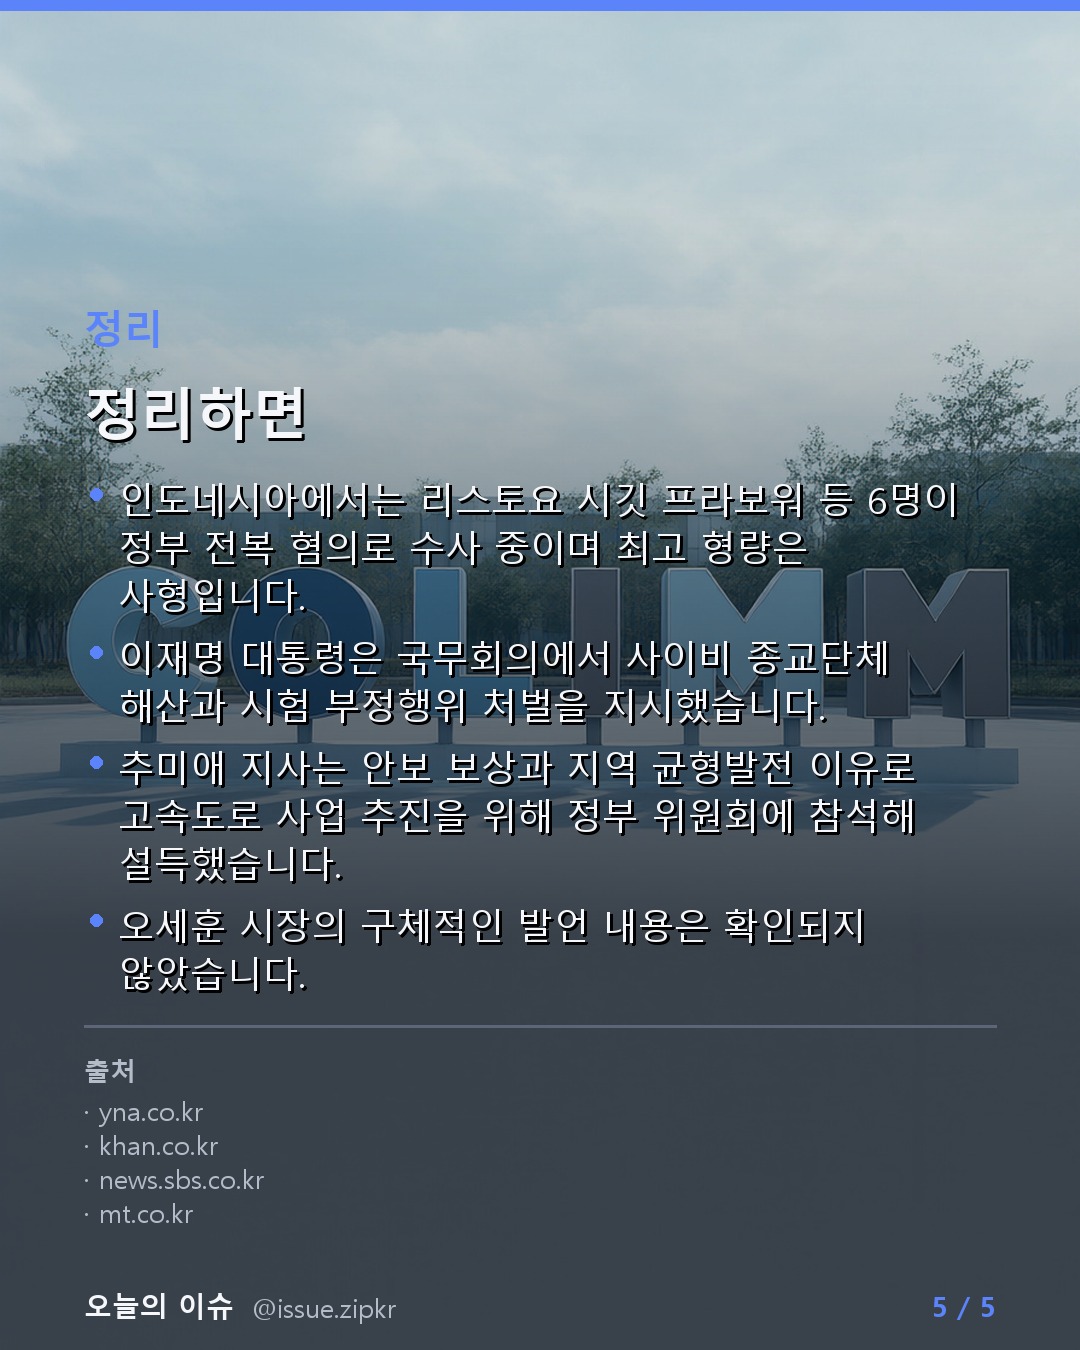 정리
정리하면
• 인도네시아에서는 리스토요 시깃 프라보워 등 6명이
정부 전복 혐의로 수사 중이며 최고 형량은
사형입니다.
• 이재명 대통령은 국무회의에서 사이비 종교단체
해산과 시험 부정행위 처벌을 지시했습니다.
• 추미애 지사는 안보 보상과 지역 균형발전 이유로
고속도로 사업 추진을 위해 정부 위원회에 참석해
설득했습니다.
• 오세훈 시장의 구체적인 발언 내용은 확인되지
않았습니다.
COLIMM
출처
· yna.co.kr
· khan.co.kr
· news.sbs.co.kr
· mt.co.kr
오늘의 이슈 @issue.zipkr
5 / 5